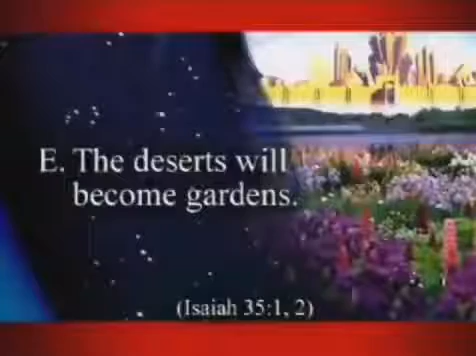 E. The deserts will
become gardens.
(Isaiah 35:1, 2)